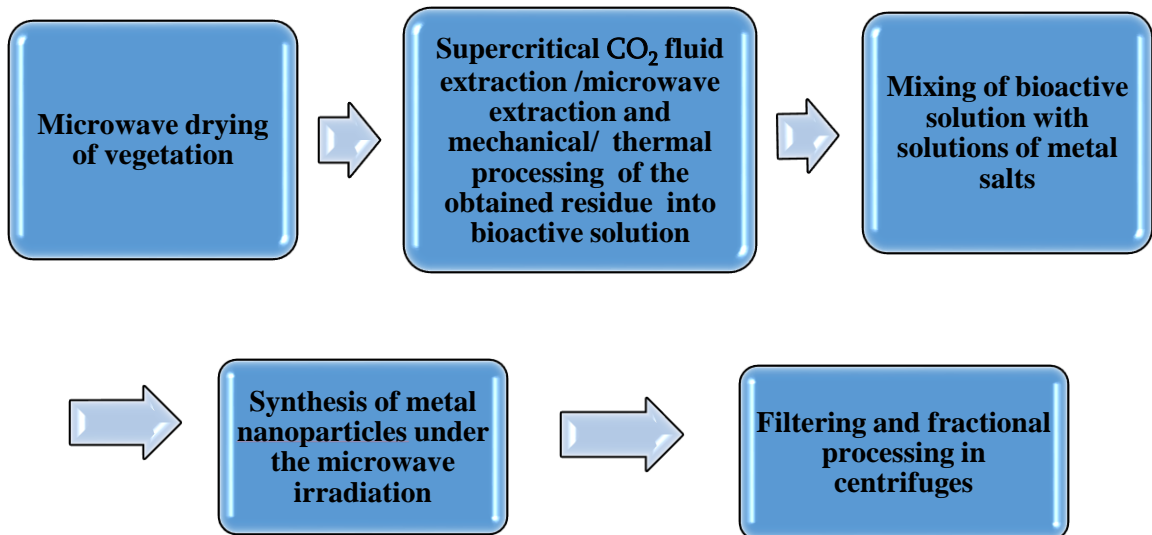 Microwave drying
of vegetation
Supercritical CO₂ fluid
extraction /microwave
extraction and
mechanical/ thermal
processing of the
obtained residue into
bioactive solution
Mixing of bioactive
solution with
solutions of metal
salts
Synthesis of metal
nanoparticles under
the microwave
irradiation
Filtering and fractional
processing in
centrifuges